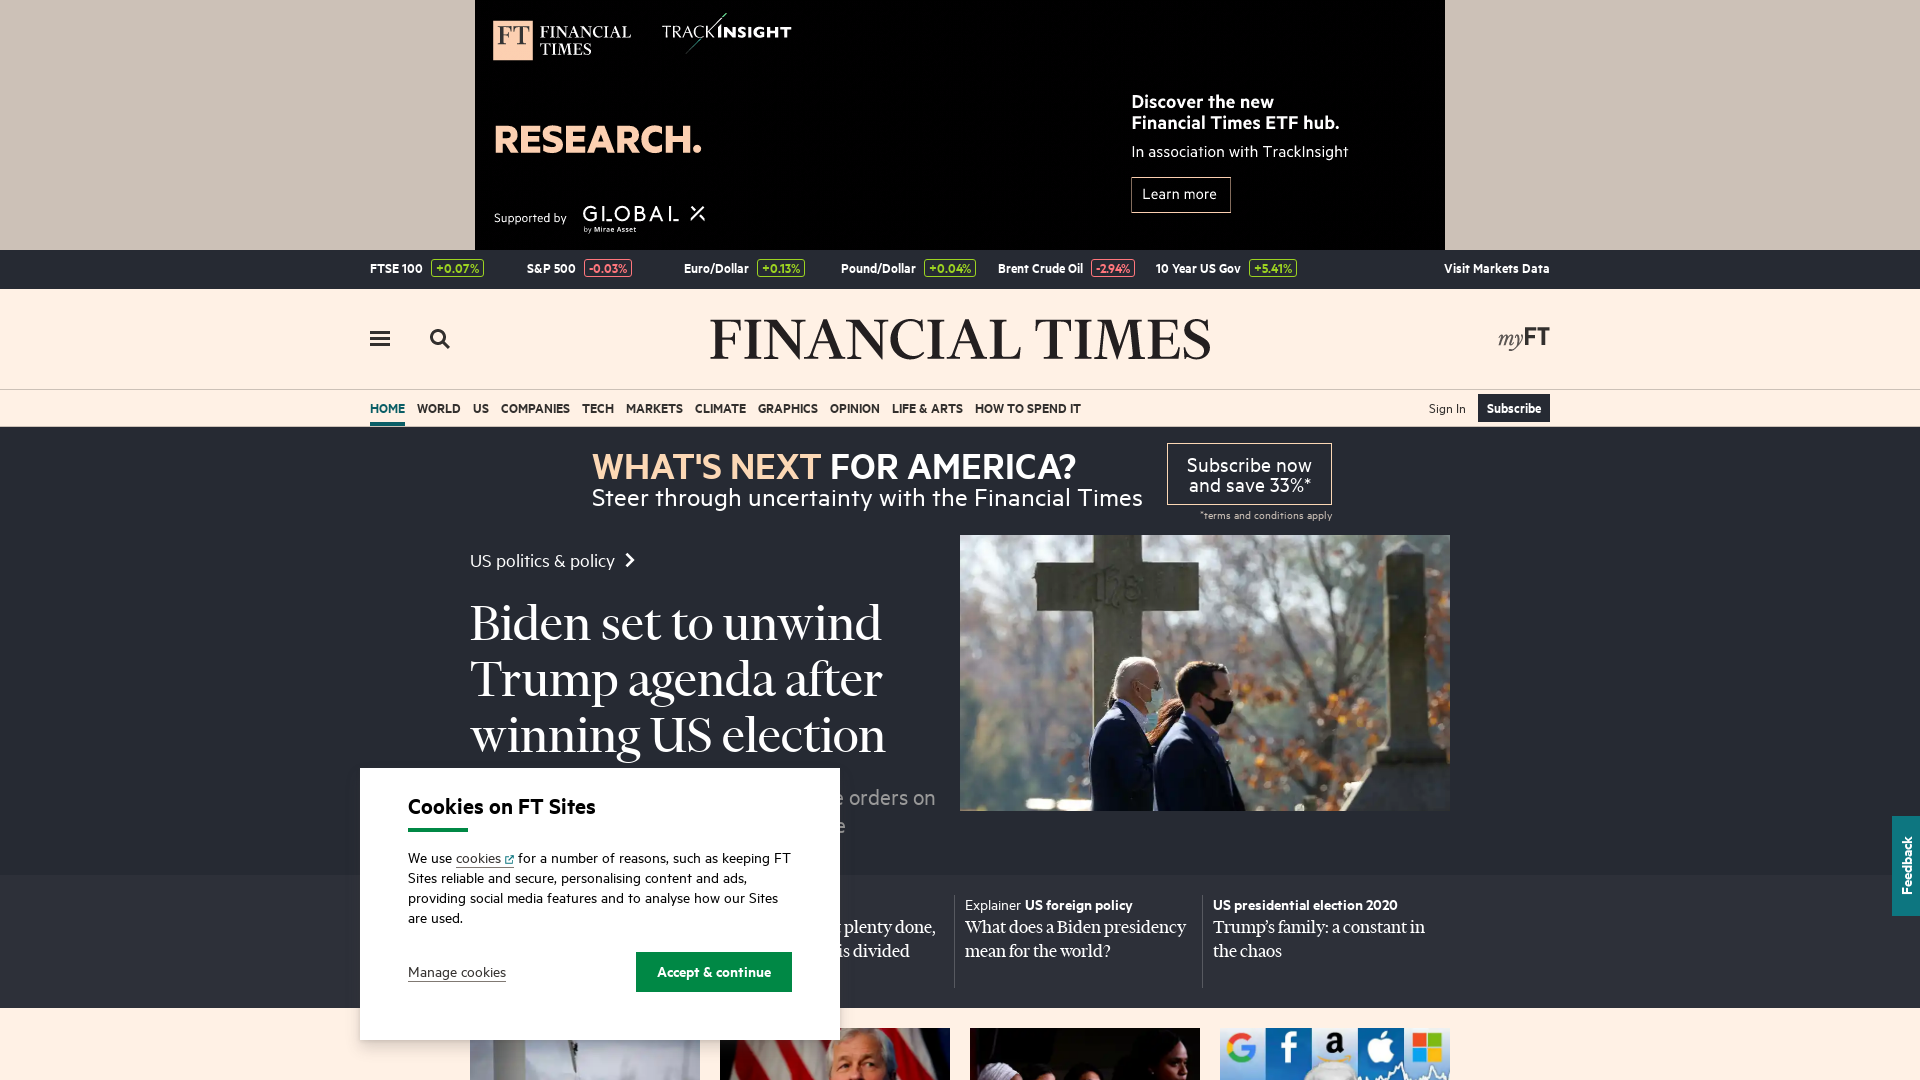 FT FINANCIAL TIMES
TRACKINSIGHT
RESEARCH.
Supported by GLOBAL X
by Mirae Asset
Discover the new
Financial Times ETF hub.
In association with TrackInsight
Learn more
FTSE 100 +0.07% S&P 500 -0.03% Euro/Dollar +0.13% Pound/Dollar +0.04% Brent Crude Oil -2.94% 10 Year US Gov +5.41% Visit Markets Data
FINANCIAL TIMES
myFT
HOME WORLD US COMPANIES TECH MARKETS CLIMATE GRAPHICS OPINION LIFE & ARTS HOW TO SPEND IT Sign In Subscribe
WHAT'S NEXT FOR AMERICA?
Steer through uncertainty with the Financial Times
Subscribe now
and save 33%*
*terms and conditions apply
US politics & policy
Biden set to unwind
Trump agenda after
winning US election
orders on
IHS
Cookies on FT Sites
We use cookies for a number of reasons, such as keeping FT
Sites reliable and secure, personalising content and ads,
providing social media features and to analyse how our Sites
are used.
Manage cookies
Accept & continue
plenty done,
is divided
Explainer US foreign policy
What does a Biden presidency
mean for the world?
US presidential election 2020
Trump’s family: a constant in
the chaos
Feedback